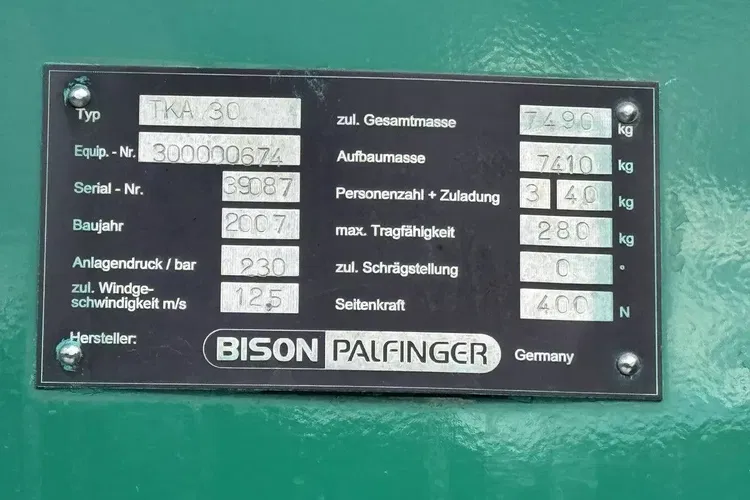 Typ TKA 30
Equip. - Nr. 300000674
Serial - Nr. 39087
Baujahr 2007
Anlagendruck / bar 230
zul. Windge-
schwindigkeit m/s 12,5
Hersteller:
zul. Gesamtmasse 7490 kg
Aufbaumasse 7410 kg
Personenzahl + Zuladung 3 40 kg
max. Tragfähigkeit 280 kg
zul. Schrägstellung 0 °
Seitenkraft 400 N
BISON PALFINGER Germany